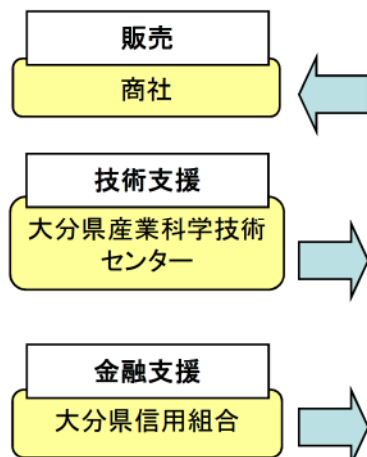 販売
商社
技術支援
大分県産業科学技術
センター
金融支援
大分県信用組合